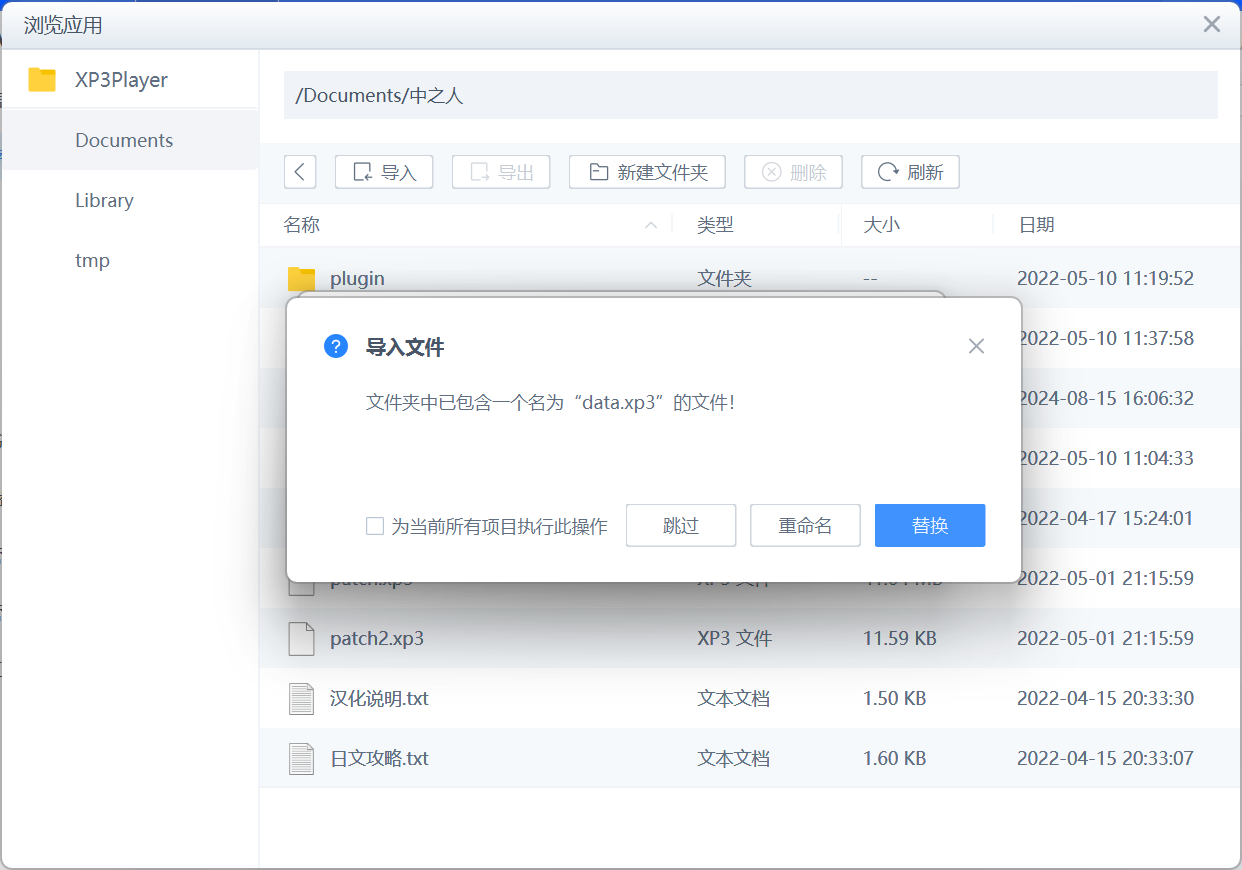 浏览应用
XP3Player
Documents
Library
tmp
/Documents/中之人
导入
导出
新建文件夹
删除
刷新
名称 类型 大小 日期
plugin 文件夹 -- 2022-05-10 11:19:52
2022-05-10 11:37:58
2024-08-15 16:06:32
2022-05-10 11:04:33
2022-04-17 15:24:01
导入文件
文件夹中已包含一个名为“data.xp3”的文件!
为当前所有项目执行此操作
跳过
重命名
替换
patch.xp3 XP3 文件 2022-05-01 21:15:59
patch2.xp3 XP3 文件 11.59 KB 2022-05-01 21:15:59
汉化说明.txt 文本文档 1.50 KB 2022-04-15 20:33:30
日文攻略.txt 文本文档 1.60 KB 2022-04-15 20:33:07